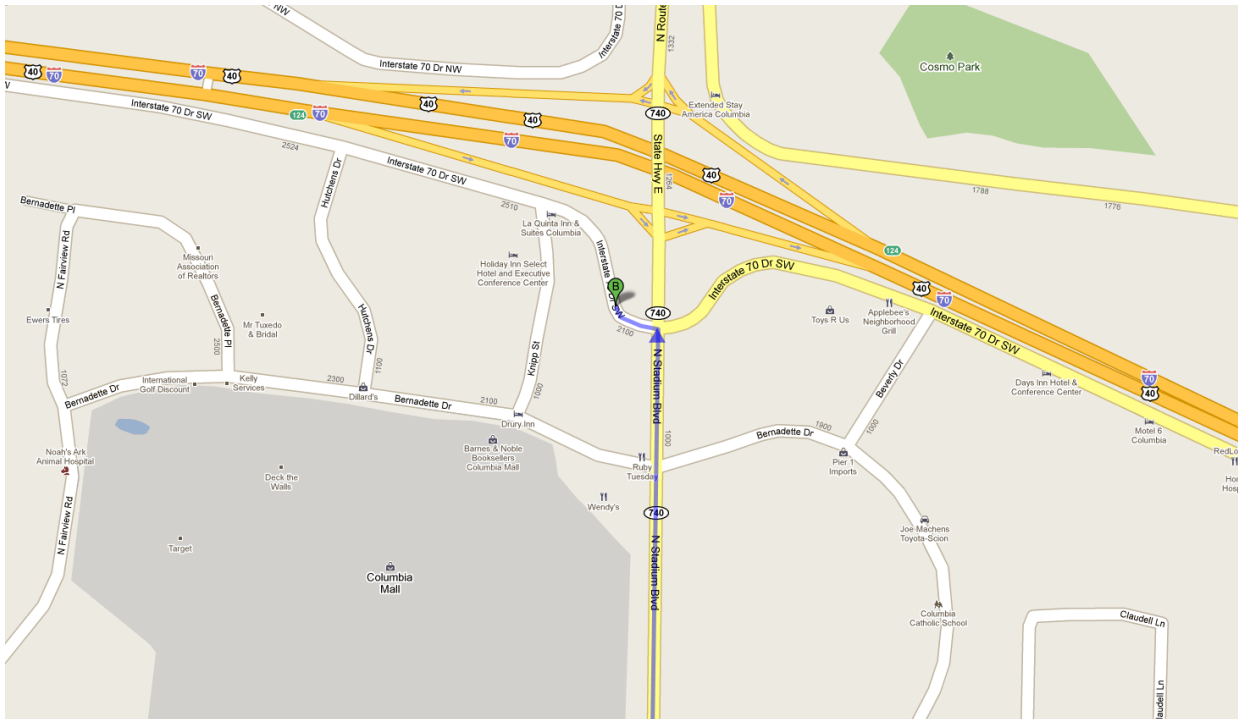 N Rout
1332
Interstate 70 Dr NW
Interstate 70 Dr NW
Cosmo Park
40
70
70
40
40
40
70
70
124
Extended Stay
America Columbia
740
State Hwy E
1264
Interstate 70 Dr SW
2524
Interstate 70 Dr SW
2510
40
40
1788
1776
Hutchens Dr
Bernadette Pl
N Fairview Rd
Missouri
Association
of Realtors
La Quinta Inn &
Suites Columbia
Holiday Inn Select
Hotel and Executive
Conference Center
Interstate 70 Dr SW
B
124
Interstate 70 Dr SW
40
70
Interstate 70 Dr SW
740
2100
Toys R Us
Applebee's
Neighborhood
Grill
Ewers Tires
Mr Tuxedo
& Bridal
Bernadette Pl
2500
Hutchens Dr
1100
Knipp St
1000
N Stadium Blvd
1000
Beverly Dr
1000
Days Inn Hotel &
Conference Center
70
40
Motel 6
Columbia
RedLo
Hor
Hosp
1072
Bernadette Dr
International
Golf Discount
Kelly
Services
2300
Dillard's
Bernadette Dr
2100
Drury Inn
Barnes & Noble
Booksellers
Columbia Mall
Ruby
Tuesday
Bernadette Dr
1900
Pier 1
Imports
Noah's Ark
Animal Hospital
Deck the
Walls
Wendy's
740
N Fairview Rd
Target
Columbia
Mall
N Stadium Blvd
Joe Machens
Toyota-Scion
Columbia
Catholic School
Claudell Ln
Claudell Ln